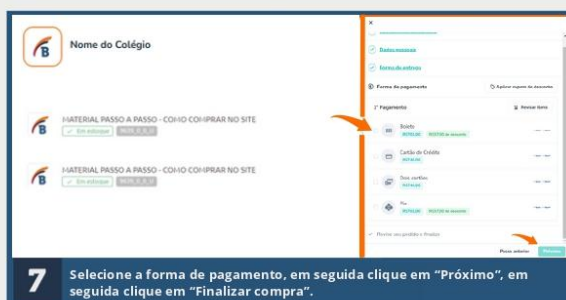 Nome do Colégio
MATERIAL PASSO A PASSO - COMO COMPRAR NO SITE
Em estoque
MATERIAL PASSO A PASSO - COMO COMPRAR NO SITE
Em estoque
Dados pessoais
Forma de entrega
Forma de pagamento
Aplicar cupom de desconto
1º Pagamento
Revisar itens
Boleto
Cartão de Crédito
Dois cartões
Pix
Revise seu pedido e finalize
Passo anterior
Próximo
7
Selecione a forma de pagamento, em seguida clique em “Próximo”, em
seguida clique em “Finalizar compra”.